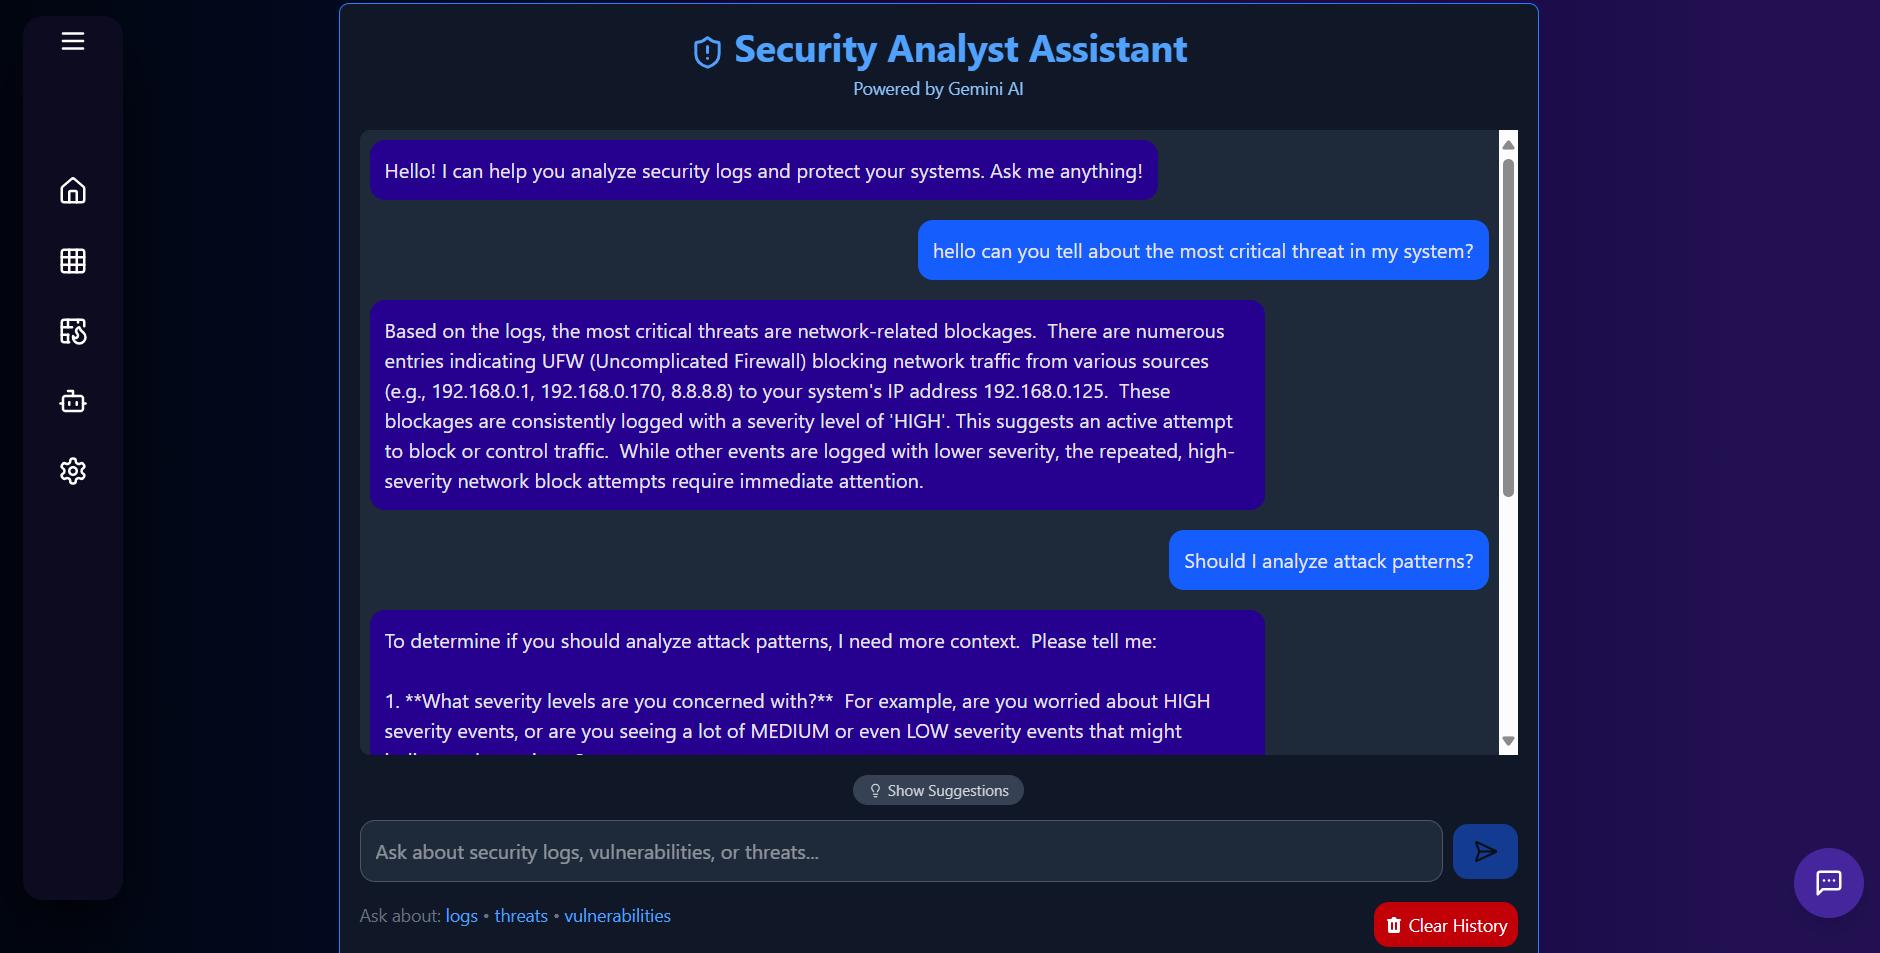 Security Analyst Assistant
Powered by Gemini AI
Hello! I can help you analyze security logs and protect your systems. Ask me anything!
hello can you tell about the most critical threat in my system?
Based on the logs, the most critical threats are network-related blockages.  There are numerous
entries indicating UFW (Uncomplicated Firewall) blocking network traffic from various sources
(e.g., 192.168.0.1, 192.168.0.170, 8.8.8.8) to your system's IP address 192.168.0.125.  These
blockages are consistently logged with a severity level of 'HIGH'. This suggests an active attempt
to block or control traffic.  While other events are logged with lower severity, the repeated, high-
severity network block attempts require immediate attention.
Should I analyze attack patterns?
To determine if you should analyze attack patterns, I need more context.  Please tell me:
1. **What severity levels are you concerned with?**  For example, are you worried about HIGH
severity events, or are you seeing a lot of MEDIUM or even LOW severity events that might
Show Suggestions
Ask about security logs, vulnerabilities, or threats...
Ask about: logs • threats • vulnerabilities
Clear History